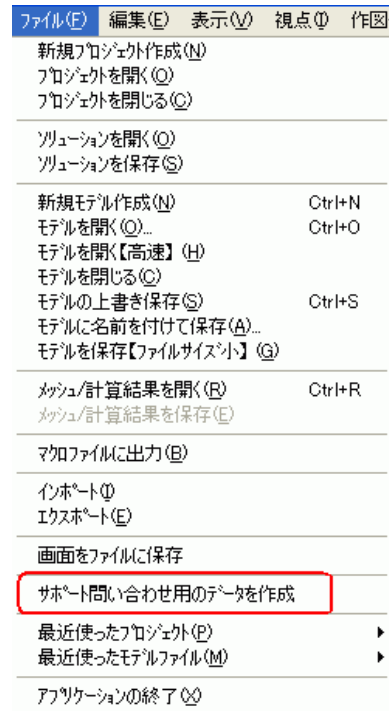 ファイル(F) 編集(E) 表示(V) 視点(I) 作図
新規ﾌﾟﾛｼﾞｪｸﾄ作成(N)
ﾌﾟﾛｼﾞｪｸﾄを開く(O)
ﾌﾟﾛｼﾞｪｸﾄを閉じる(C)
ｿﾘｭｰｼｮﾝを開く(O)
ｿﾘｭｰｼｮﾝを保存(S)
新規ﾓﾃﾞﾙ作成(N) Ctrl+N
ﾓﾃﾞﾙを開く(O)... Ctrl+O
ﾓﾃﾞﾙを開く【高速】 (H)
ﾓﾃﾞﾙを閉じる(C)
ﾓﾃﾞﾙの上書き保存(S) Ctrl+S
ﾓﾃﾞﾙに名前を付けて保存(A)...
ﾓﾃﾞﾙを保存【ﾌｧｲﾙｻｲｽﾞ小】 (G)
ﾒｯｼｭ/計算結果を開く(R) Ctrl+R
ﾒｯｼｭ/計算結果を保存(E)
ﾏｸﾛﾌｧｲﾙに出力(B)
ｲﾝﾎﾟｰﾄ(I)
ｴｸｽﾎﾟｰﾄ(E)
画面をﾌｧｲﾙに保存
ｻﾎﾟｰﾄ問い合わせ用のﾃﾞｰﾀを作成
最近使ったﾌﾟﾛｼﾞｪｸﾄ(P)
最近使ったﾓﾃﾞﾙﾌｧｲﾙ(M)
ｱﾌﾟﾘｹｰｼｮﾝの終了(X)